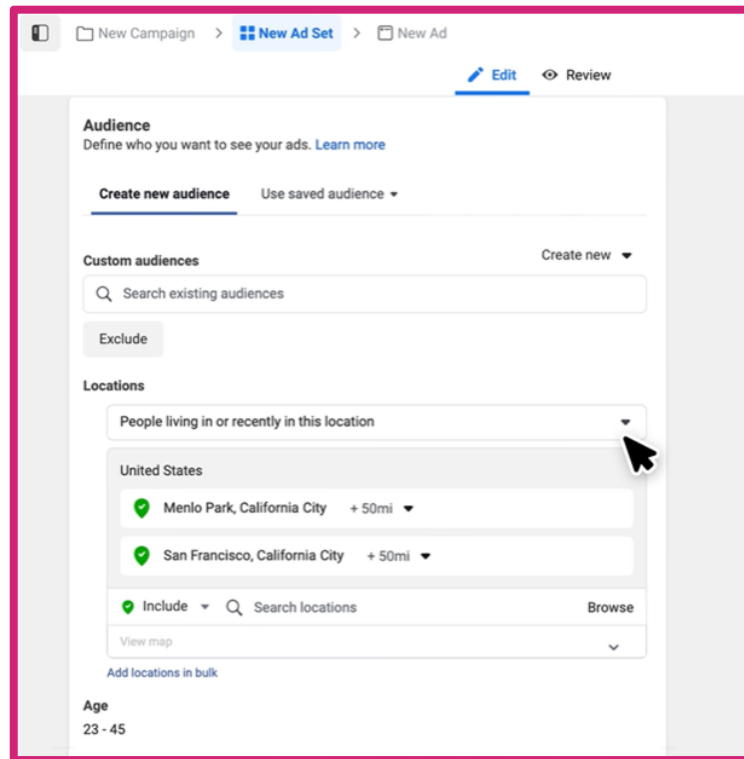 New Campaign > New Ad Set > New Ad
Edit Review
Audience
Define who you want to see your ads. Learn more
Create new audience Use saved audience
Custom audiences Create new
Search existing audiences
Exclude
Locations
People living in or recently in this location
United States
Menlo Park, California City + 50mi
San Francisco, California City + 50mi
Include Search locations Browse
View map
Add locations in bulk
Age
23 - 45